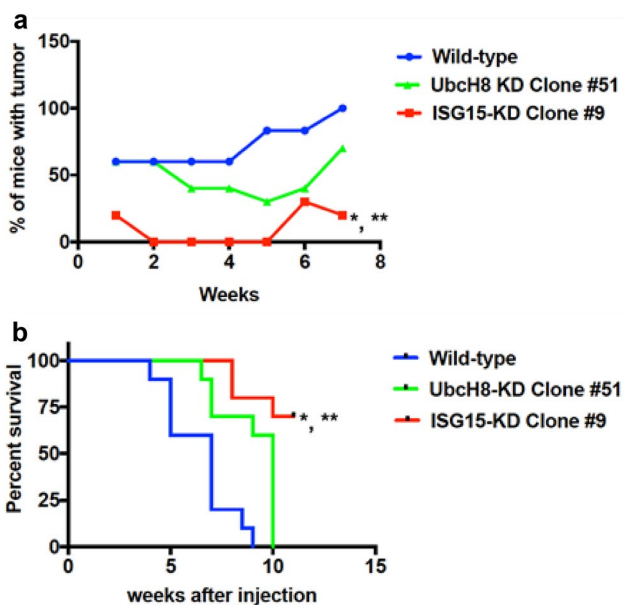 a
150
100
50
0
% of mice with tumor
0
2
4
6
8
Weeks
*, **
Wild-type
UbcH8 KD Clone #51
ISG15-KD Clone #9
b
100
75
50
25
0
Percent survival
0
5
10
15
weeks after injection
*, **
Wild-type
UbcH8-KD Clone #51
ISG15-KD Clone #9